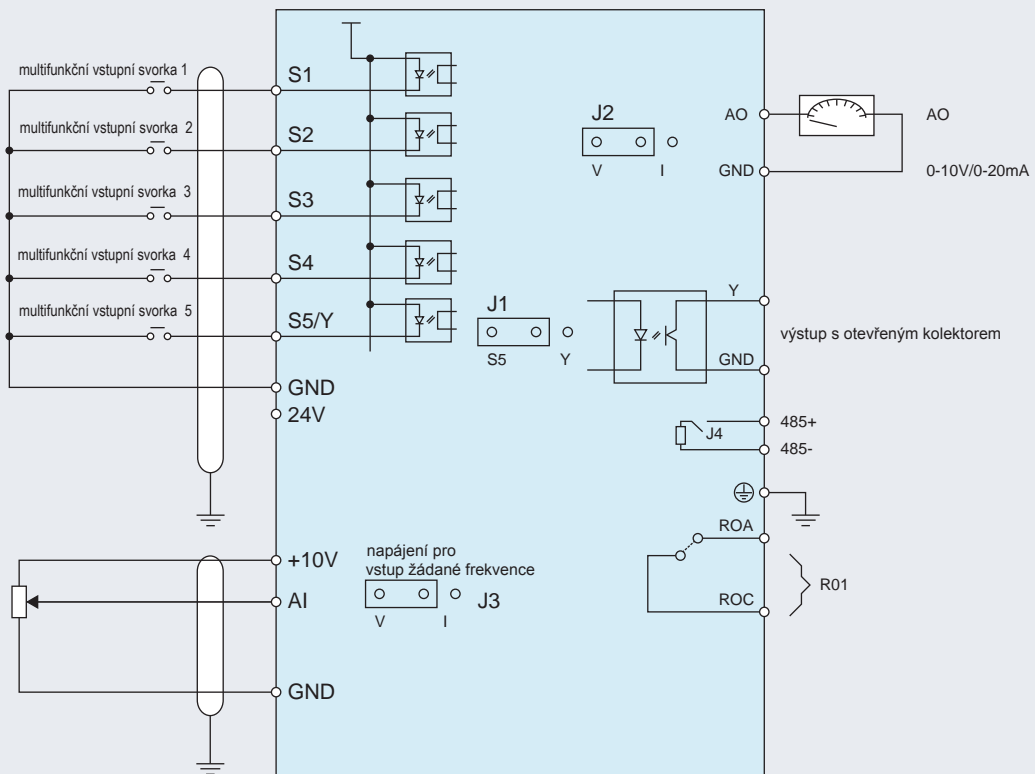 multifunkční vstupní svorka 1
S1
multifunkční vstupní svorka 2
S2
multifunkční vstupní svorka 3
S3
multifunkční vstupní svorka 4
S4
multifunkční vstupní svorka 5
S5/Y
GND
24V
J2
V I
J1
S5 Y
AO
AO
GND
0-10V/0-20mA
Y
výstup s otevřeným kolektorem
GND
J4
485+
485-
ROA
R01
ROC
+10V
napájení pro
vstup žádané frekvence
AI
J3
V I
GND